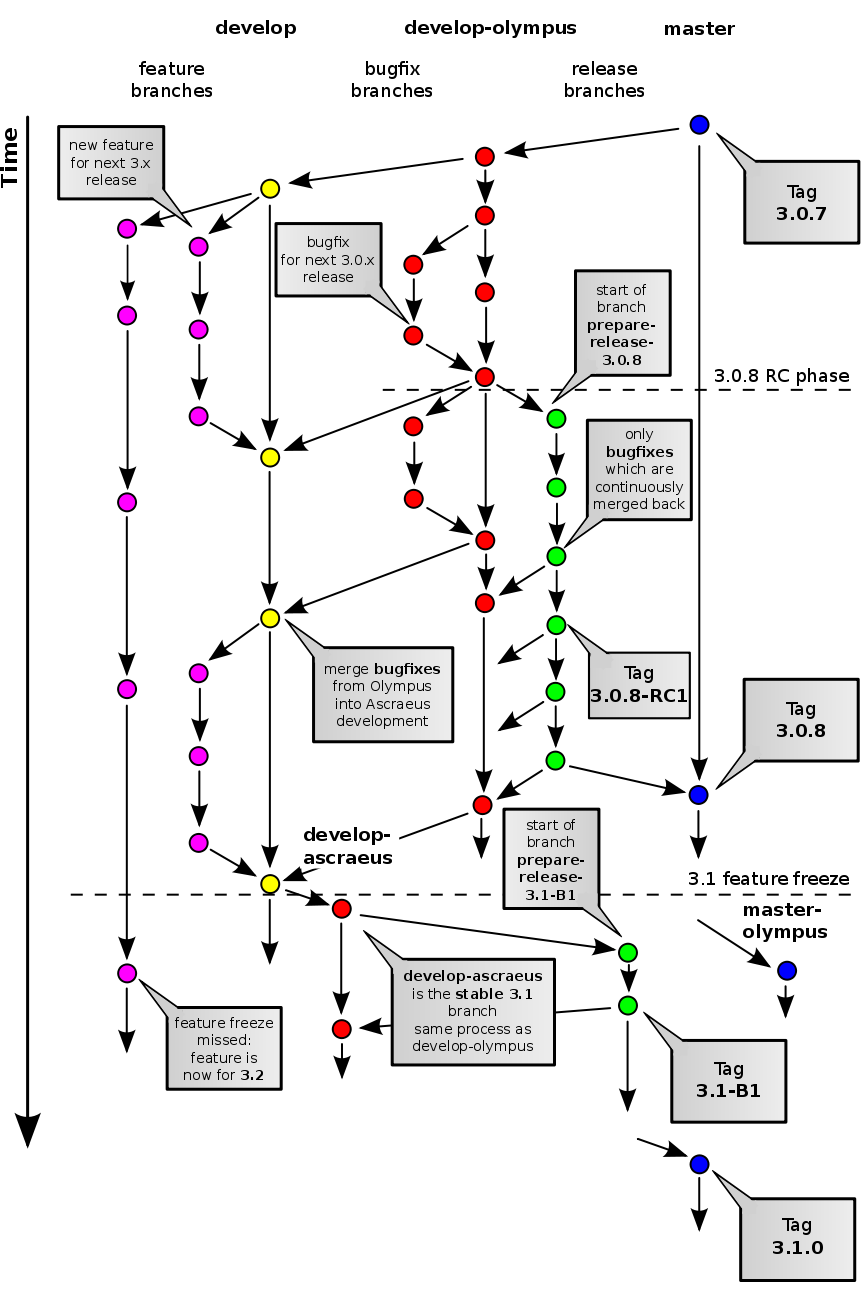 develop
develop-olympus
master
feature
branches
bugfix
branches
release
branches
Time
new feature
for next 3.x
release
Tag
3.0.7
bugfix
for next 3.0.x
release
start of
branch
prepare-
release-
3.0.8
3.0.8 RC phase
only
bugfixes
which are
continuously
merged back
merge bugfixes
from Olympus
into Ascraeus
development
Tag
3.0.8-RC1
Tag
3.0.8
develop-
ascraeus
start of
branch
prepare-
release-
3.1-B1
3.1 feature freeze
master-
olympus
develop-ascraeus
is the stable 3.1
branch
same process as
develop-olympus
feature freeze
missed:
feature is
now for 3.2
Tag
3.1-B1
Tag
3.1.0